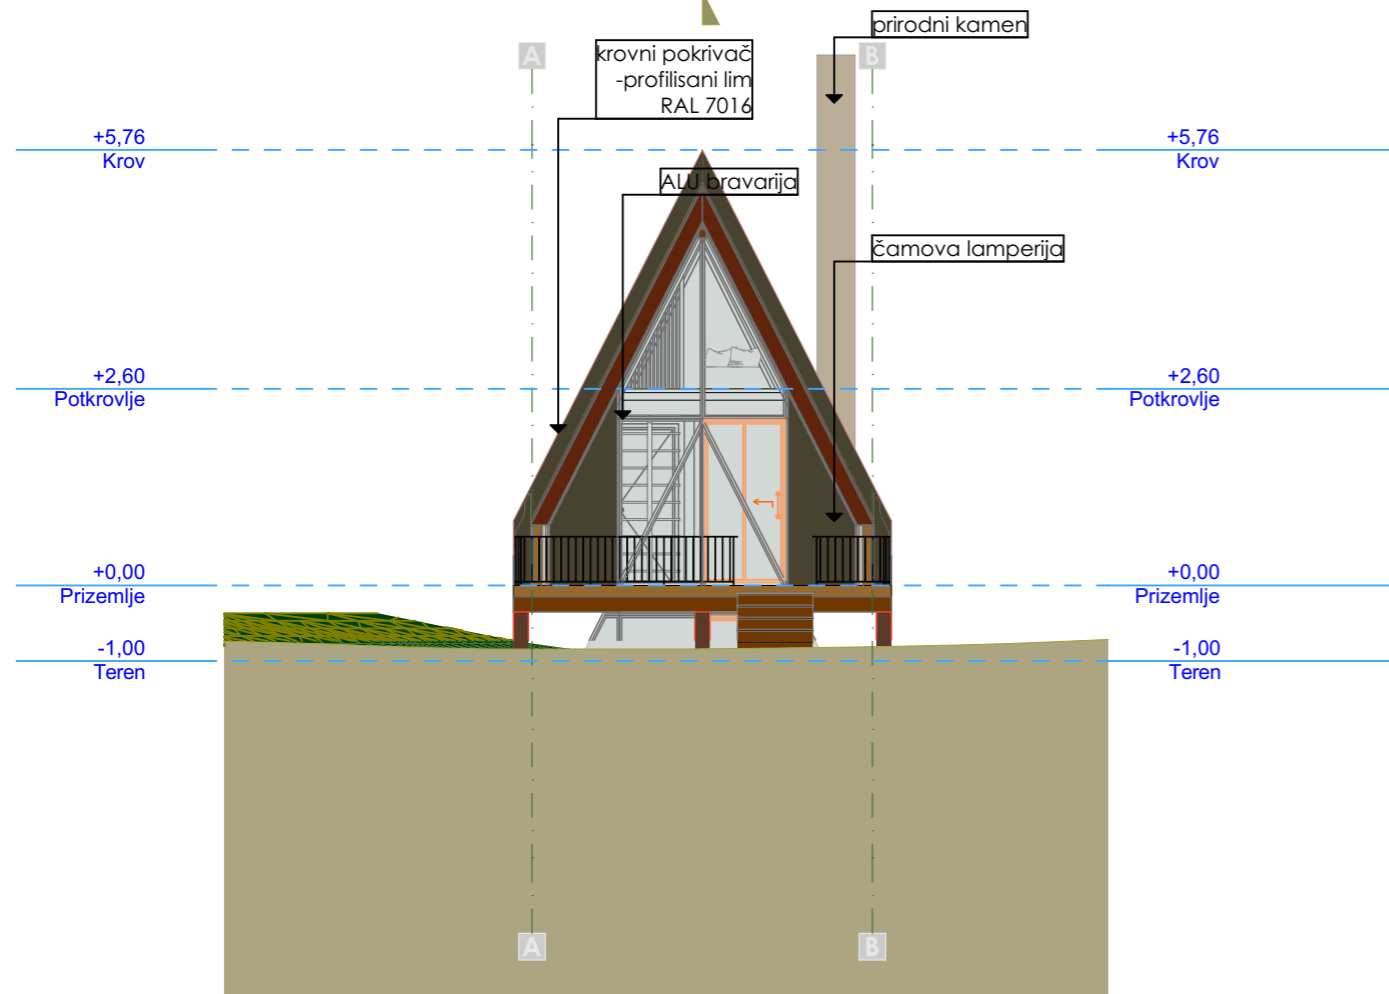 prirodni kamen
A
krovni pokrivač
-profilisani lim
RAL 7016
B
+5,76
Krov
+5,76
Krov
ALU bravarija
čamova lamperija
+2,60
Potkrovlje
+2,60
Potkrovlje
+0,00
Prizemlje
+0,00
Prizemlje
-1,00
Teren
-1,00
Teren
A
B